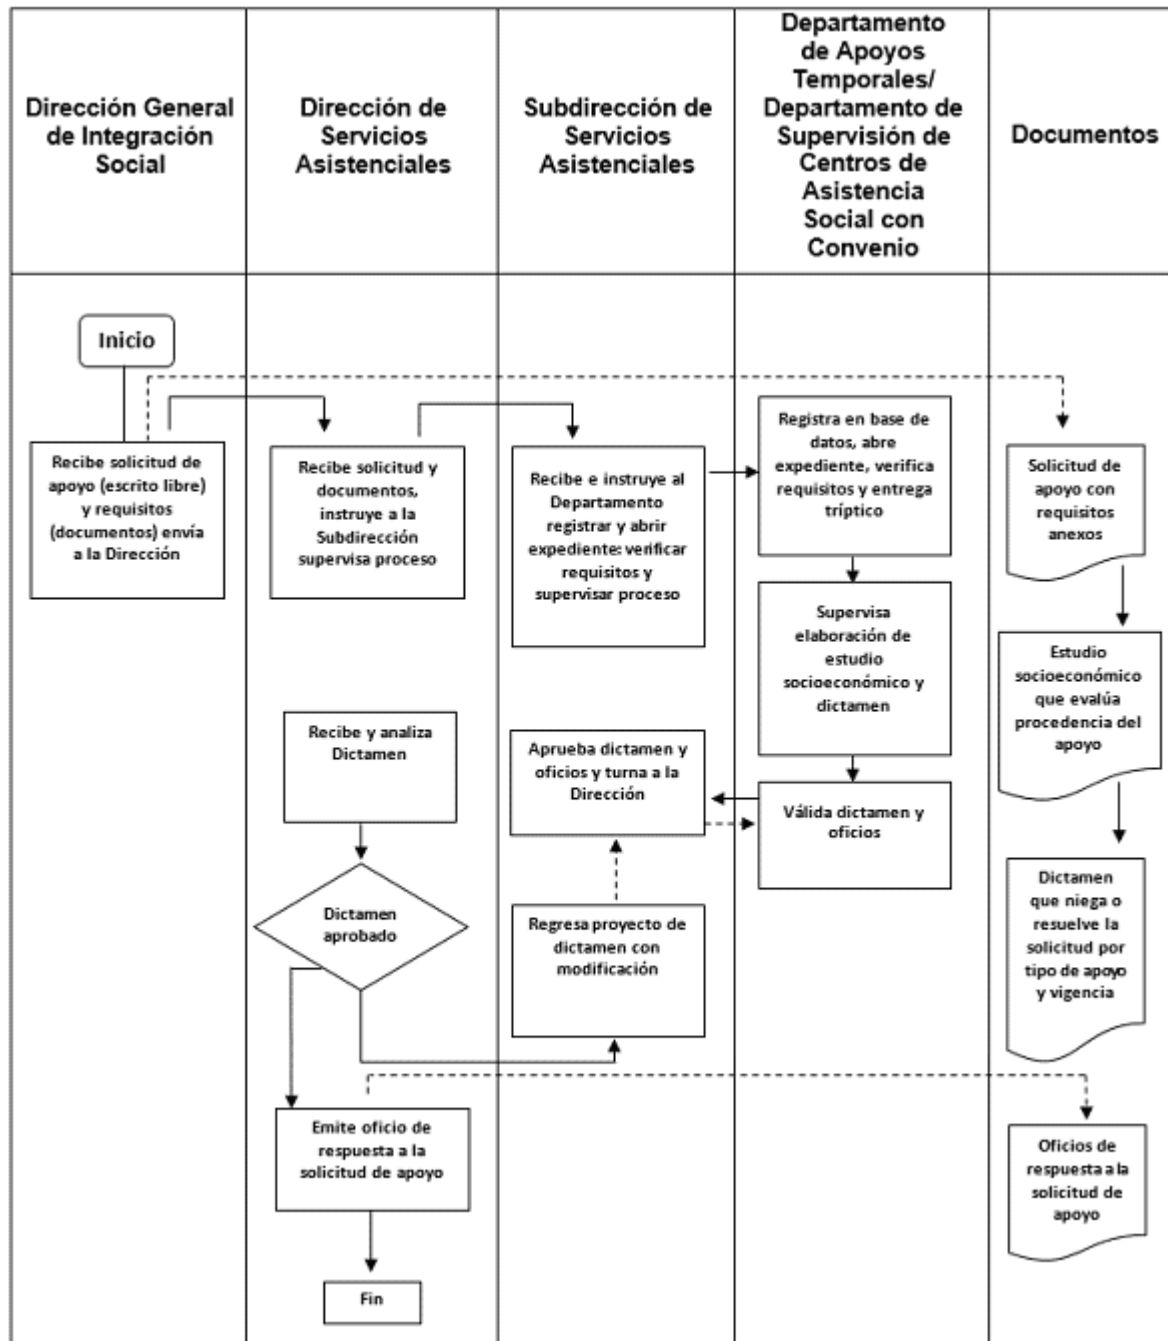 Dirección General
de Integración
Social
Dirección de
Servicios
Asistenciales
Subdirección de
Servicios
Asistenciales
Departamento
de Apoyos
Temporales/
Departamento de
Supervisión de
Centros de
Asistencia
Social con
Convenio
Documentos
Inicio
Recibe solicitud de
apoyo (escrito libre)
y requisitos
(documentos) envía
a la Dirección
Recibe solicitud y
documentos,
instruye a la
Subdirección
supervisa proceso
Recibe e instruye al
Departamento
registrar y abrir
expediente: verificar
requisitos y
supervisar proceso
Registra en base de
datos, abre
expediente, verifica
requisitos y entrega
tríptico
Solicitud de
apoyo con
requisitos
anexos
Supervisa
elaboración de
estudio
socioeconómico y
dictamen
Estudio
socioeconómico
que evalúa
procedencia del
apoyo
Recibe y analiza
Dictamen
Aprueba dictamen y
oficios y turna a la
Dirección
Válida dictamen y
oficios
Dictamen
aprobado
Regresa proyecto de
dictamen con
modificación
Dictamen
que niega o
resuelve la
solicitud por
tipo de apoyo
y vigencia
Emite oficio de
respuesta a la
solicitud de apoyo
Oficios de
respuesta a la
solicitud de
apoyo
Fin